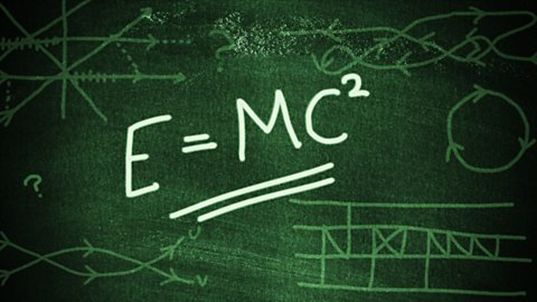 ?
E = MC²
?
U
V